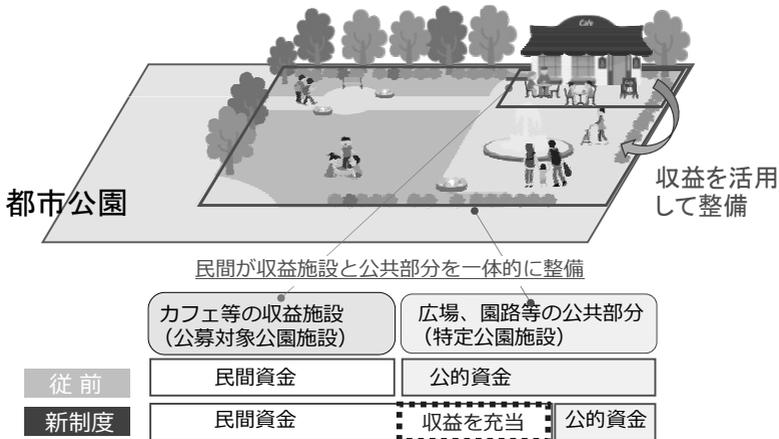 Cafe
収益を活用
して整備
都市公園
民間が収益施設と公共部分を一体的に整備
カフェ等の収益施設
（公募対象公園施設）
広場、園路等の公共部分
（特定公園施設）
従 前
民間資金
公的資金
新制度
民間資金
収益を充当
公的資金